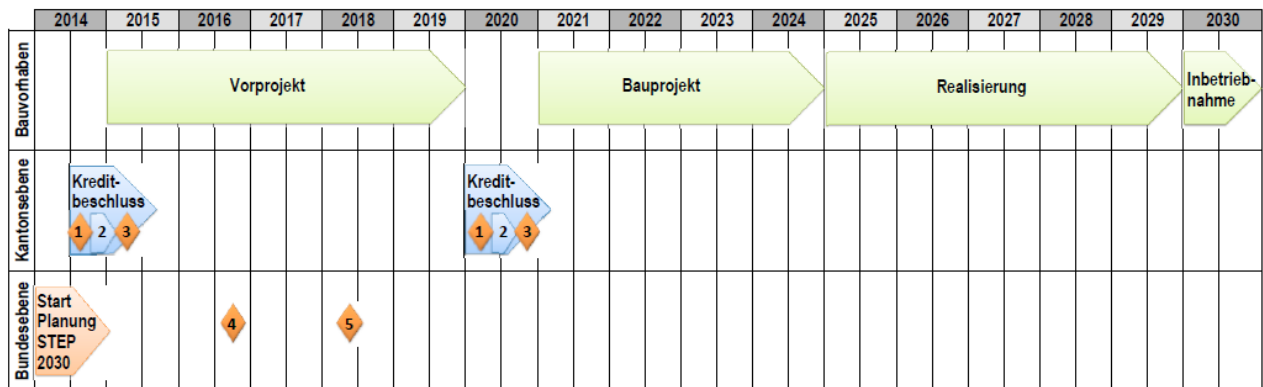 2014 2015 2016 2017 2018 2019 2020 2021 2022 2023 2024 2025 2026 2027 2028 2029 2030
Bauvorhaben
Vorprojekt
Bauprojekt
Realisierung
Inbetrieb-
nahme
Kantonsebene
Kredit-
beschluss
1 2 3
Kredit-
beschluss
1 2 3
Bundesebene
Start
Planung
STEP
2030
4
5